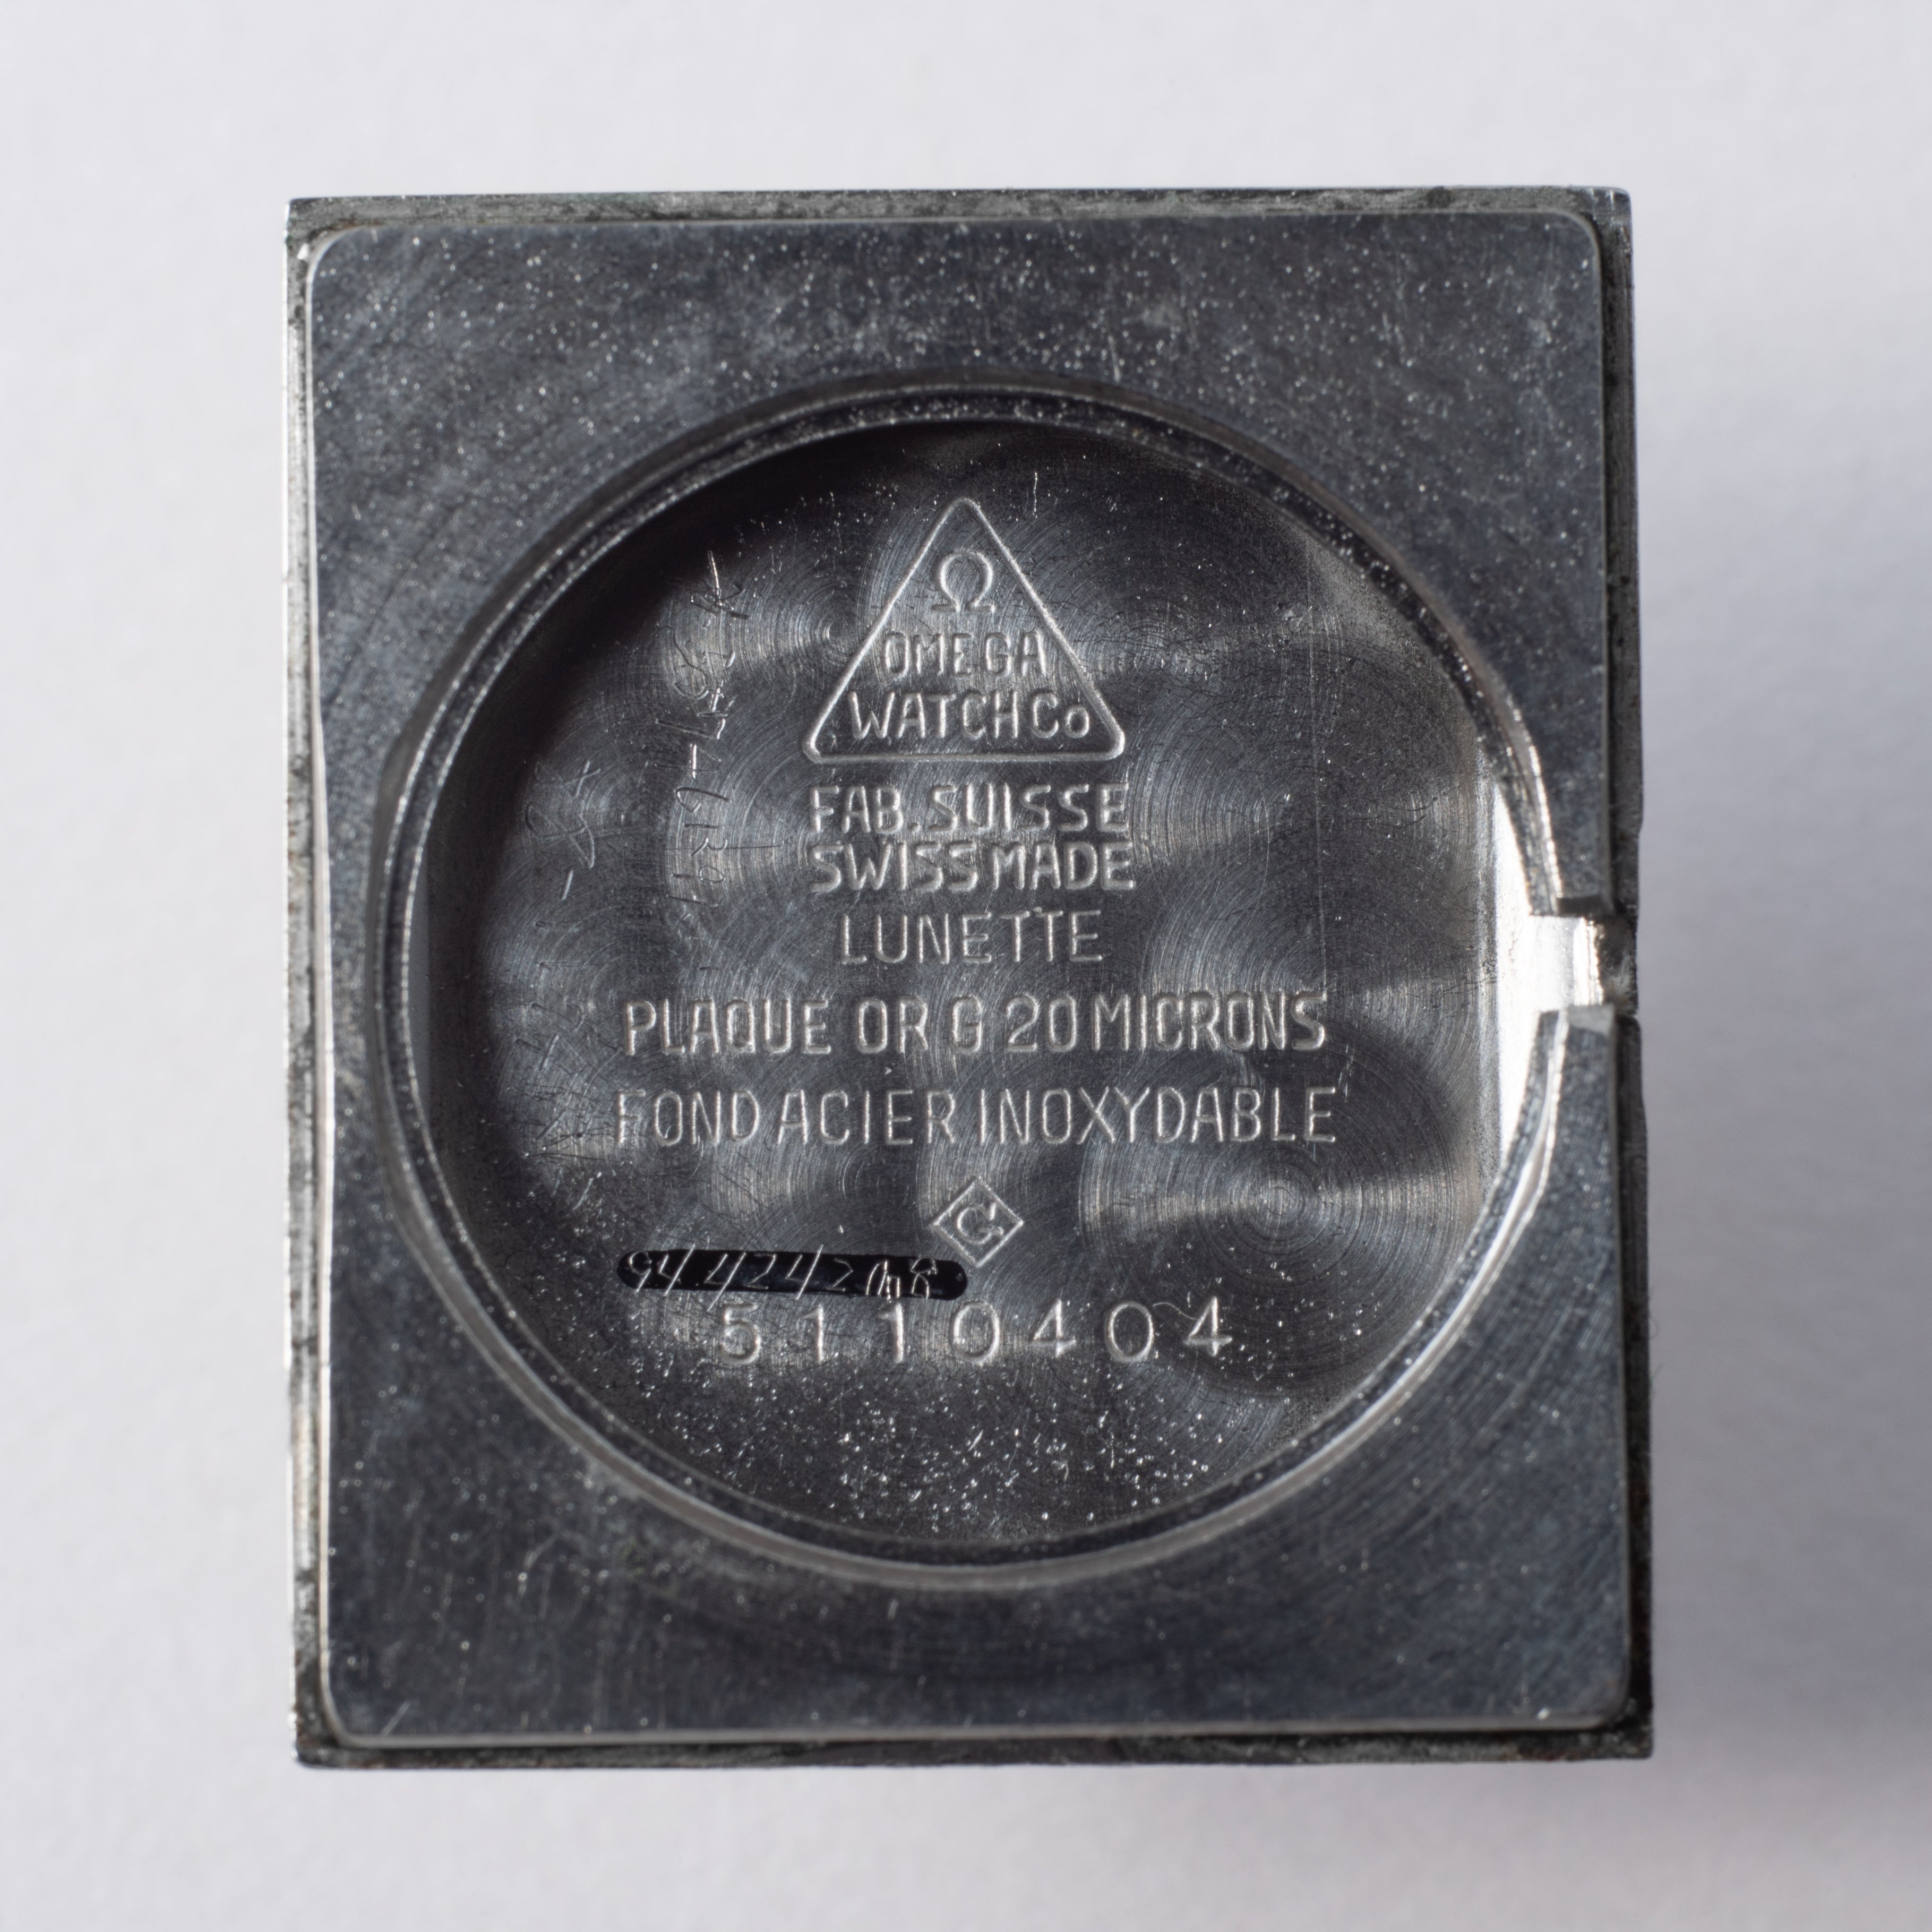 Ω
OMEGA
WATCH Co
FAB. SUISSE
SWISS MADE
LUNETTE
PLAQUE OR G 20 MICRONS
FOND ACIER INOXYDABLE
G
5110404